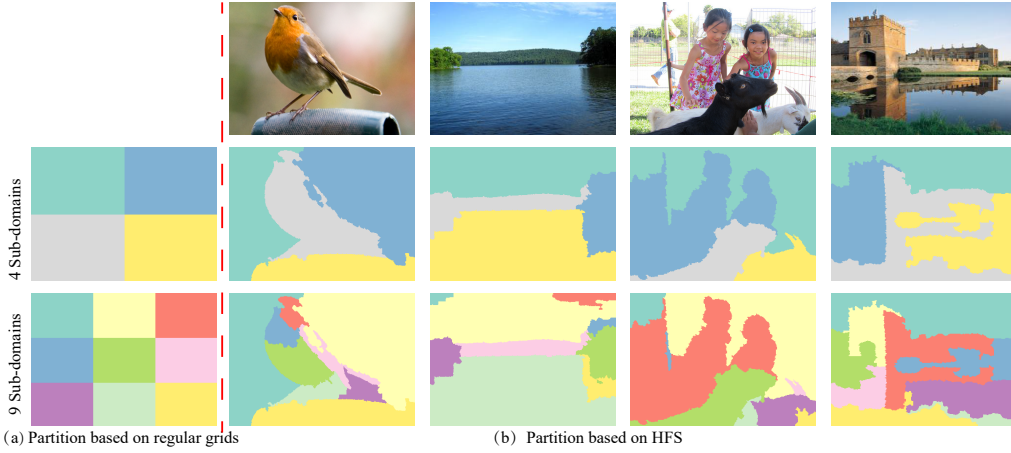 4 Sub-domains
9 Sub-domains
(a) Partition based on regular grids
(b) Partition based on HFS